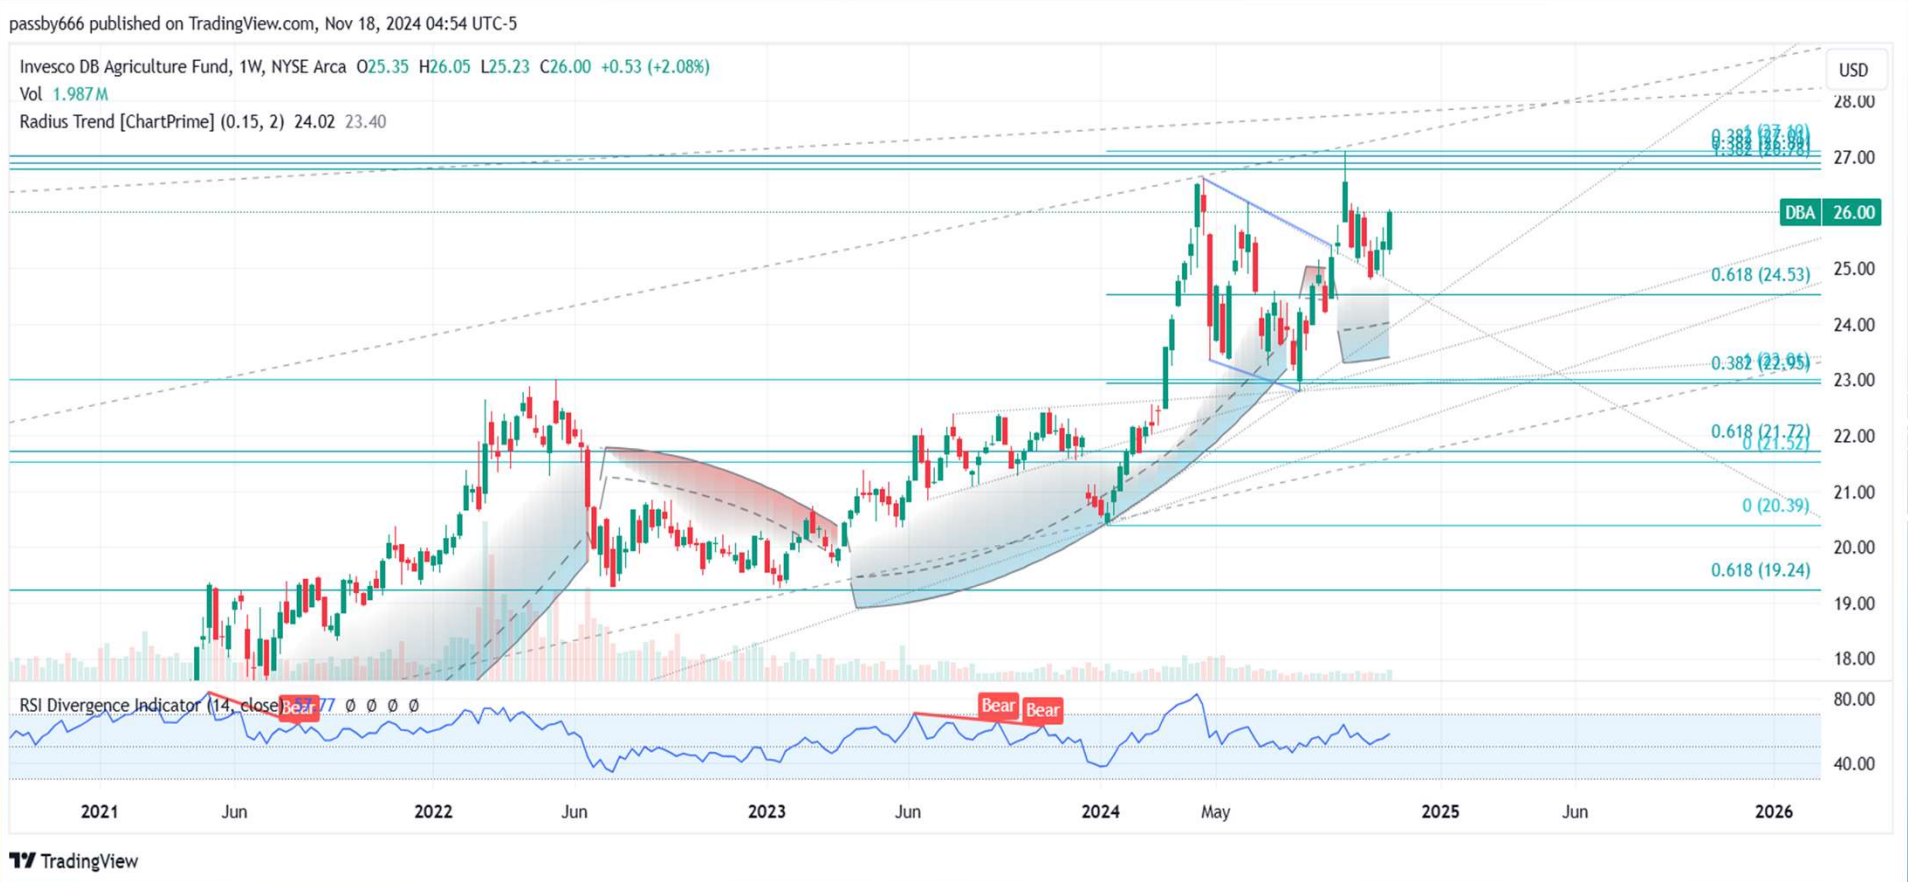 passby666 published on TradingView.com, Nov 18, 2024 04:54 UTC-5
Invesco DB Agriculture Fund, 1W, NYSE Arca O25.35 H26.05 L25.23 C26.00 +0.53 (+2.08%)
USD
Vol 1.987M
28.00
Radius Trend [ChartPrime] (0.15, 2) 24.02 23.40
27.00
DBA 26.00
25.00
0.618 (24.53)
24.00
0.382 (22.95)
23.00
0.618 (21.72)
0 (21.52)
22.00
21.00
0 (20.39)
20.00
0.618 (19.24)
19.00
18.00
RSI Divergence Indicator (14, close) 57.77 Ø Ø Ø Ø
Bear
Bear
Bear
80.00
40.00
2021 Jun 2022 Jun 2023 Jun 2024 May 2025 Jun 2026
TradingView